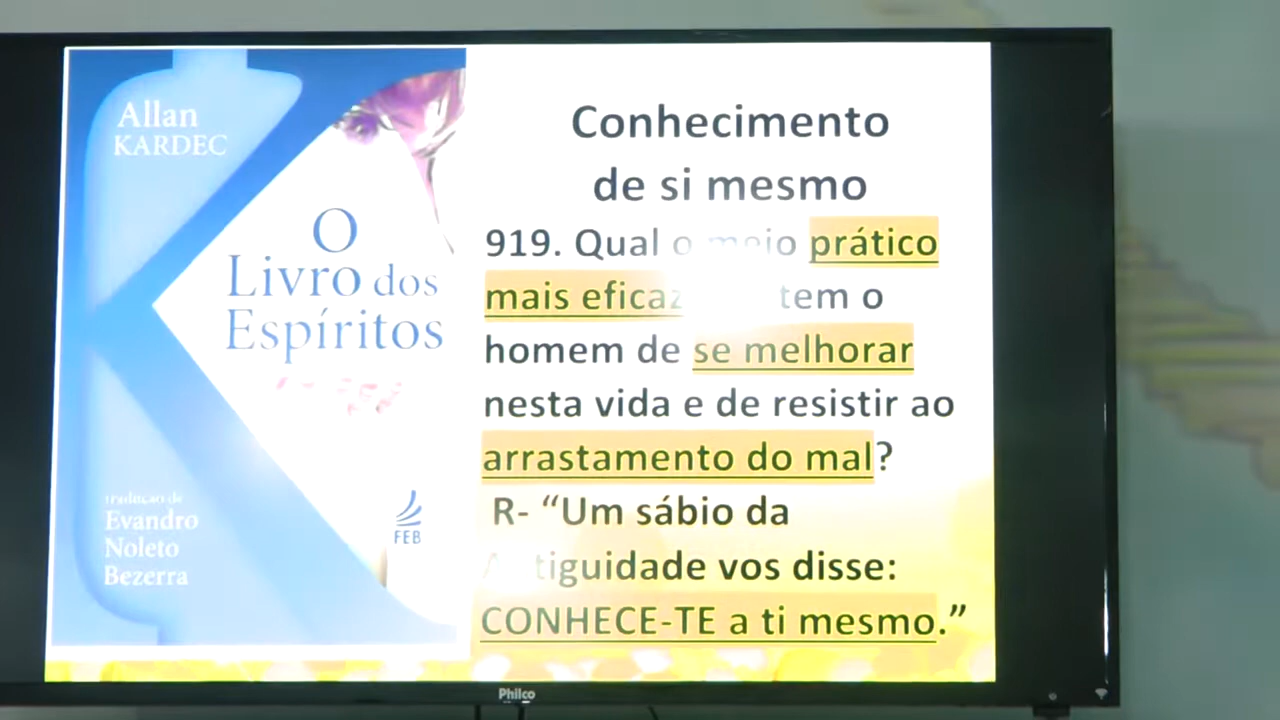 Allan
KARDEC
O
Livro dos
Espíritos
tradução de
Evandro
Noleto
Bezerra
FEB
Conhecimento
de si mesmo
919. Qual o meio prático
mais eficaz tem o
homem de se melhorar
nesta vida e de resistir ao
arrastamento do mal?
R- “Um sábio da
Antiguidade vos disse:
CONHECE-TE a ti mesmo.”
Philco